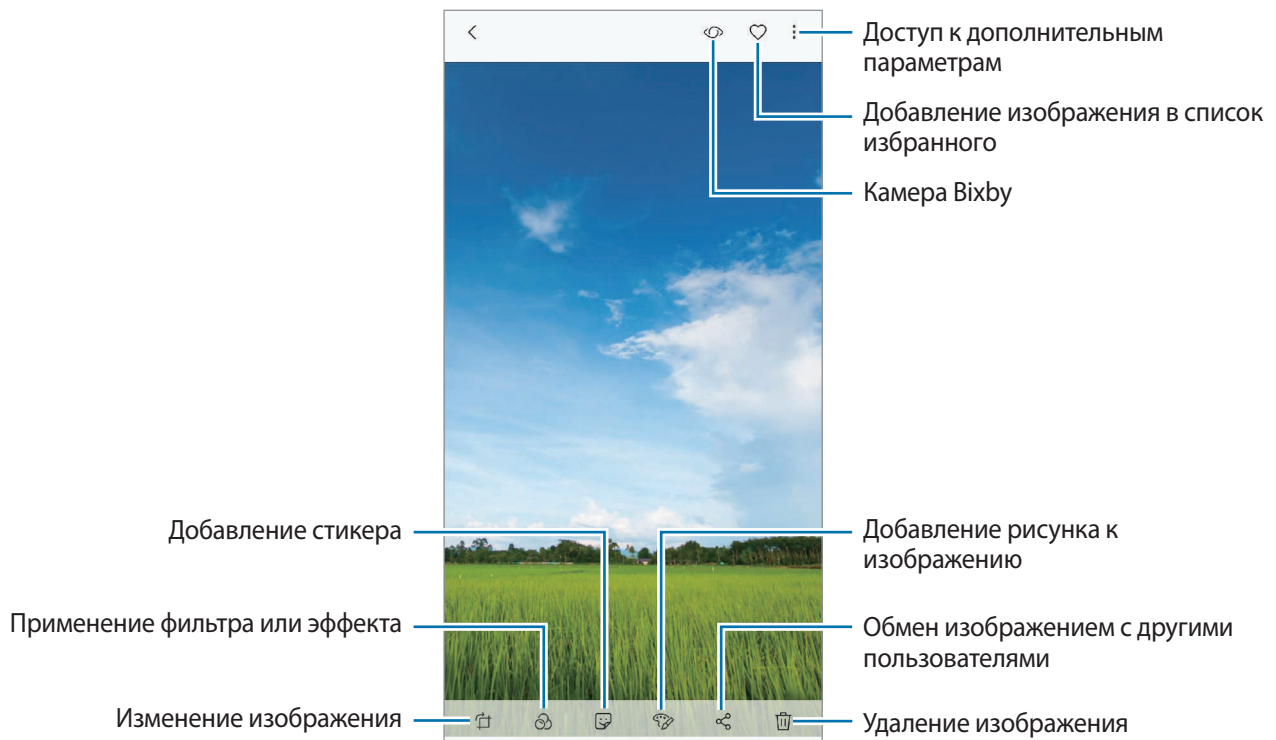 Доступ к дополнительным
параметрам
Добавление изображения в список
избранного
Камера Bixby
Добавление стикера
Применение фильтра или эффекта
Изменение изображения
Добавление рисунка к
изображению
Обмен изображением с другими
пользователями
Удаление изображения